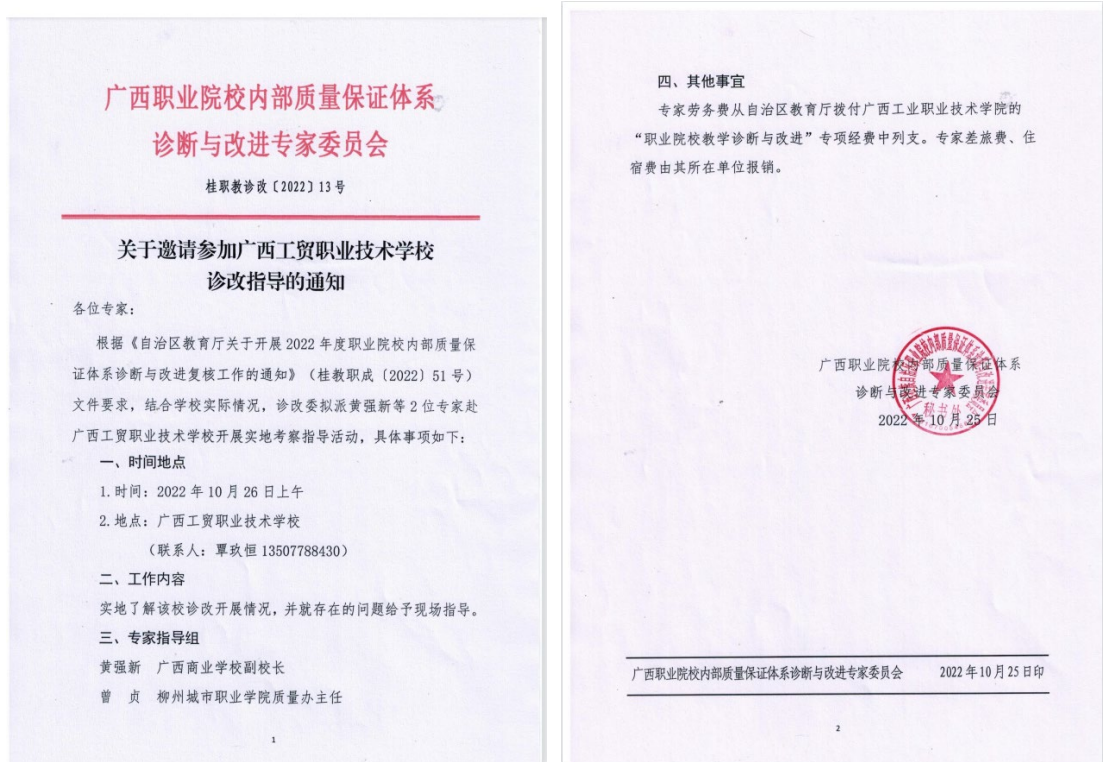 广西职业院校内部质量保证体系
诊断与改进专家委员会
桂职教诊改〔2022〕13号
关于邀请参加广西工贸职业技术学校
诊改指导的通知
各位专家：
根据《自治区教育厅关于开展2022年度职业院校内部质量保
证体系诊断与改进复核工作的通知》（桂教职成〔2022〕51号）
文件要求，结合学校实际情况，诊改委拟派黄强新等2位专家赴
广西工贸职业技术学校开展实地考察指导活动，具体事项如下：
一、时间地点
1.时间：2022年10月26日上午
2.地点：广西工贸职业技术学校
（联系人：覃玖恒13507788430）
二、工作内容
实地了解该校诊改开展情况，并就存在的问题给予现场指导。
三、专家指导组
黄强新 广西商业学校副校长
曾 贞 柳州城市职业学院质量办主任
1
四、其他事宜
专家劳务费从自治区教育厅拨付广西工业职业技术学院的
“职业院校教学诊断与改进”专项经费中列支。专家差旅费、住
宿费由其所在单位报销。
广西职业院校内部质量保证体系
诊断与改进专家委员会
2022年10月25日
秘书处
广西职业院校内部质量保证体系诊断与改进专家委员会 2022年10月25日印
2